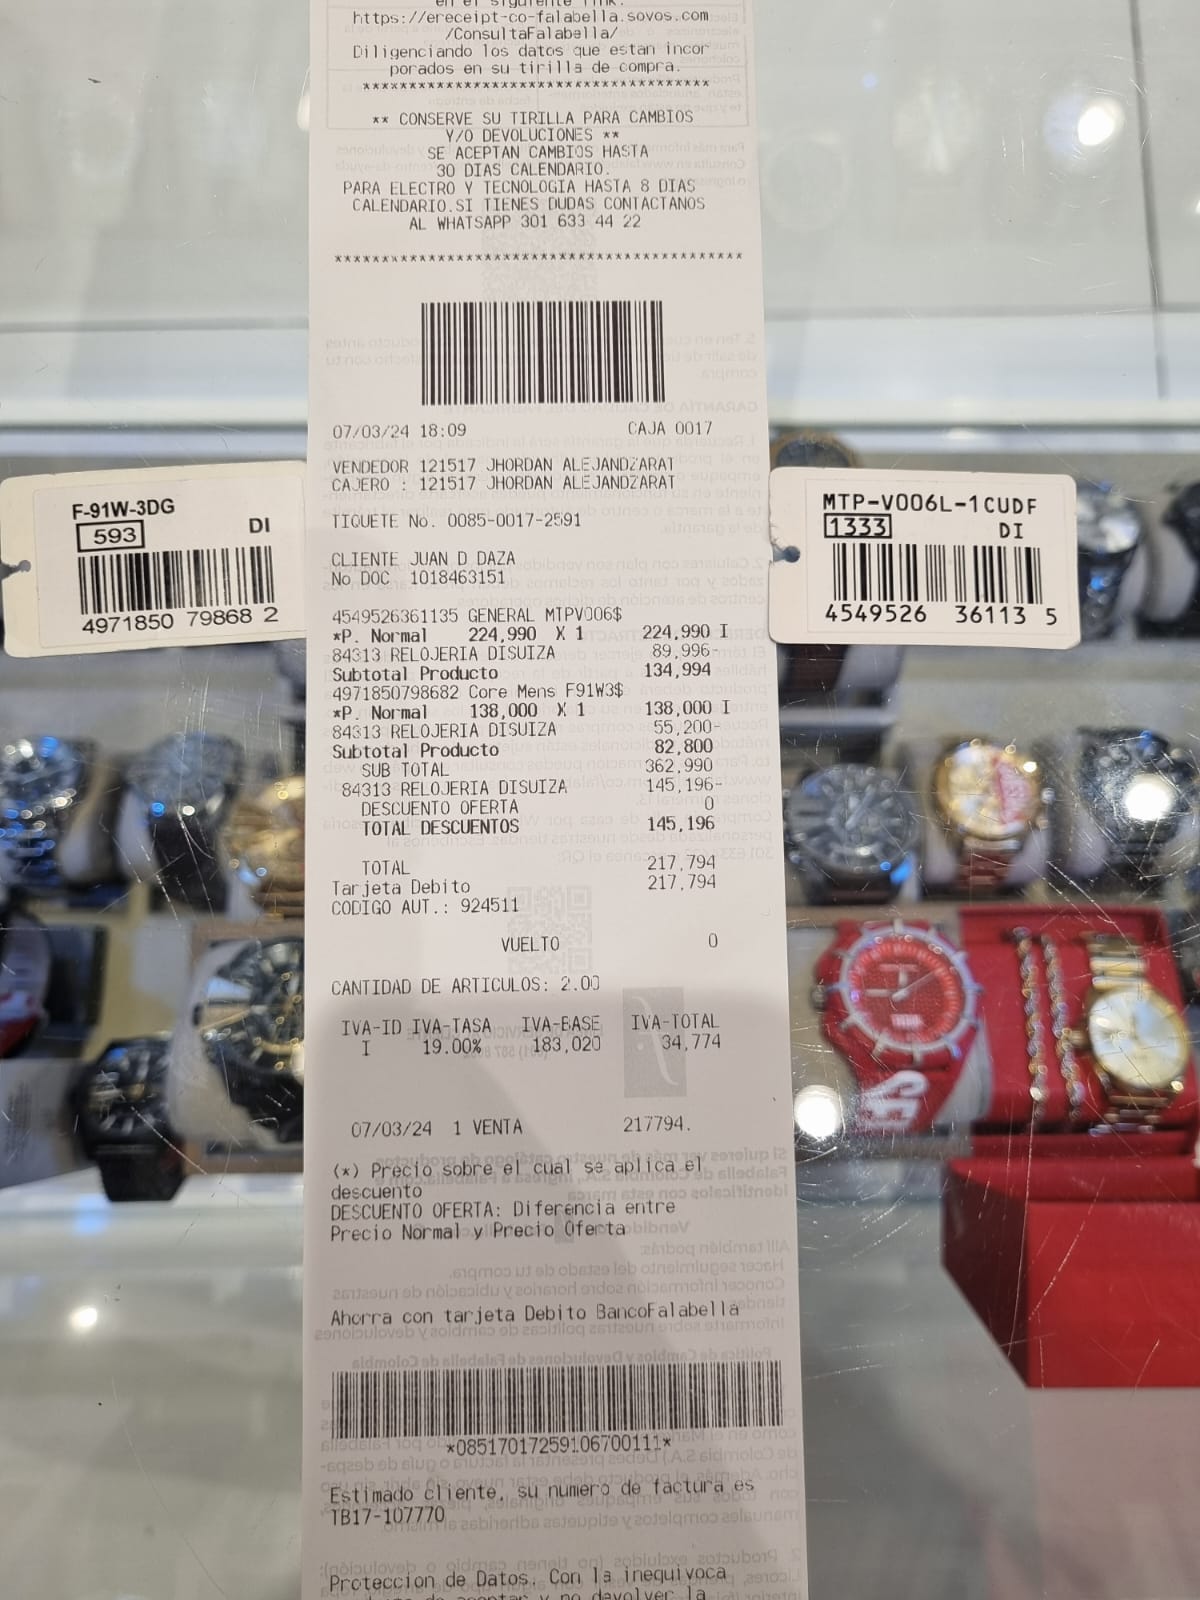 en el siguiente link:
https://ereceipt-co-falabella.sovos.com
/ConsultaFalabella/
Diligenciando los datos que estan incor
porados en su tirilla de compra.
***************************************
** CONSERVE SU TIRILLA PARA CAMBIOS
Y/O DEVOLUCIONES **
SE ACEPTAN CAMBIOS HASTA
30 DIAS CALENDARIO.
PARA ELECTRO Y TECNOLOGIA HASTA 8 DIAS
CALENDARIO.SI TIENES DUDAS CONTACTANOS
AL WHATSAPP 301 633 44 22
****************************************
07/03/24 18:09 CAJA 0017
VENDEDOR 121517 JHORDAN ALEJANDZARAT
CAJERO : 121517 JHORDAN ALEJANDZARAT
TIQUETE No. 0085-0017-2591
CLIENTE JUAN D DAZA
No DOC 1018463151
4549526361135 GENERAL MTPV006$
*P. Normal 224,990 X 1 224,990 I
84313 RELOJERIA DISUIZA 89,996-
Subtotal Producto 134,994
4971850798682 Core Mens F91W3$
*P. Normal 138,000 X 1 138,000 I
84313 RELOJERIA DISUIZA 55,200-
Subtotal Producto 82,800
SUB TOTAL 362,990
84313 RELOJERIA DISUIZA 145,196-
DESCUENTO OFERTA 0
TOTAL DESCUENTOS 145,196
TOTAL 217,794
Tarjeta Debito 217,794
CODIGO AUT.: 924511
VUELTO 0
CANTIDAD DE ARTICULOS: 2.00
IVA-ID IVA-TASA IVA-BASE IVA-TOTAL
I 19.00% 183,020 34,774
07/03/24 1 VENTA 217794.
(*) Precio sobre el cual se aplica el
descuento
DESCUENTO OFERTA: Diferencia entre
Precio Normal y Precio Oferta
Ahorra con tarjeta Debito BancoFalabella
*085170172591067001​11*
Estimado cliente, su numero de factura es
TB17-107770
Proteccion de Datos. Con la inequivoca
de aceptar y no devolver la
F-91W-3DG
593 DI
4971850 79868 2
MTP-V006L-1CUDF
1333 DI
4549526 36113 5